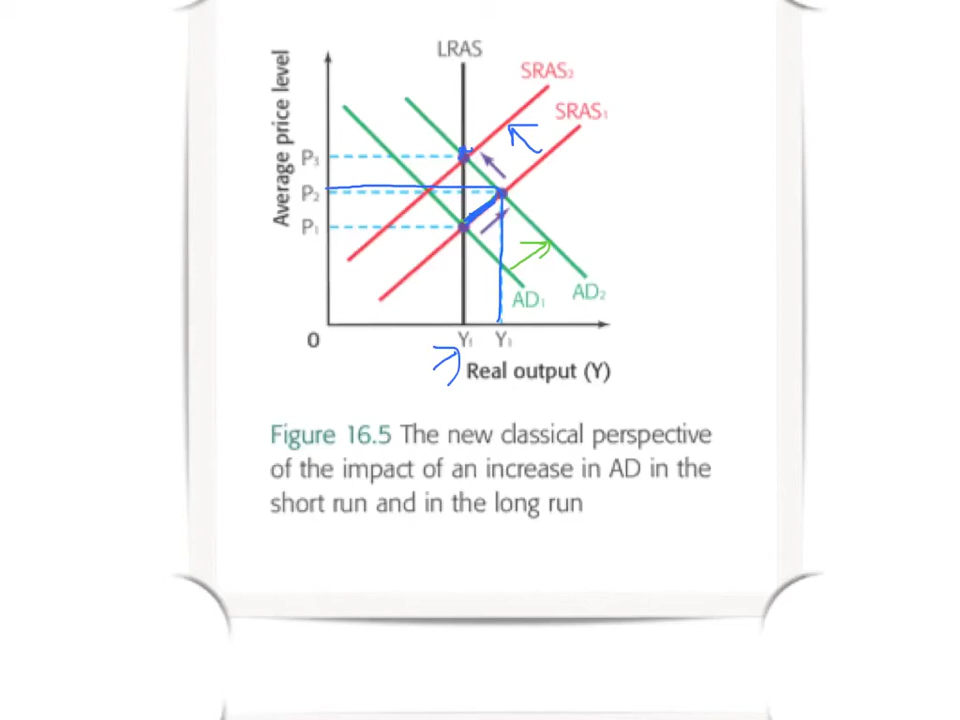 LRAS
SRAS₂
SRAS₁
Average price level
P₃
P₂
P₁
AD₁
AD₂
0
Y₁
Real output (Y)
Figure 16.5 The new classical perspective
of the impact of an increase in AD in the
short run and in the long run